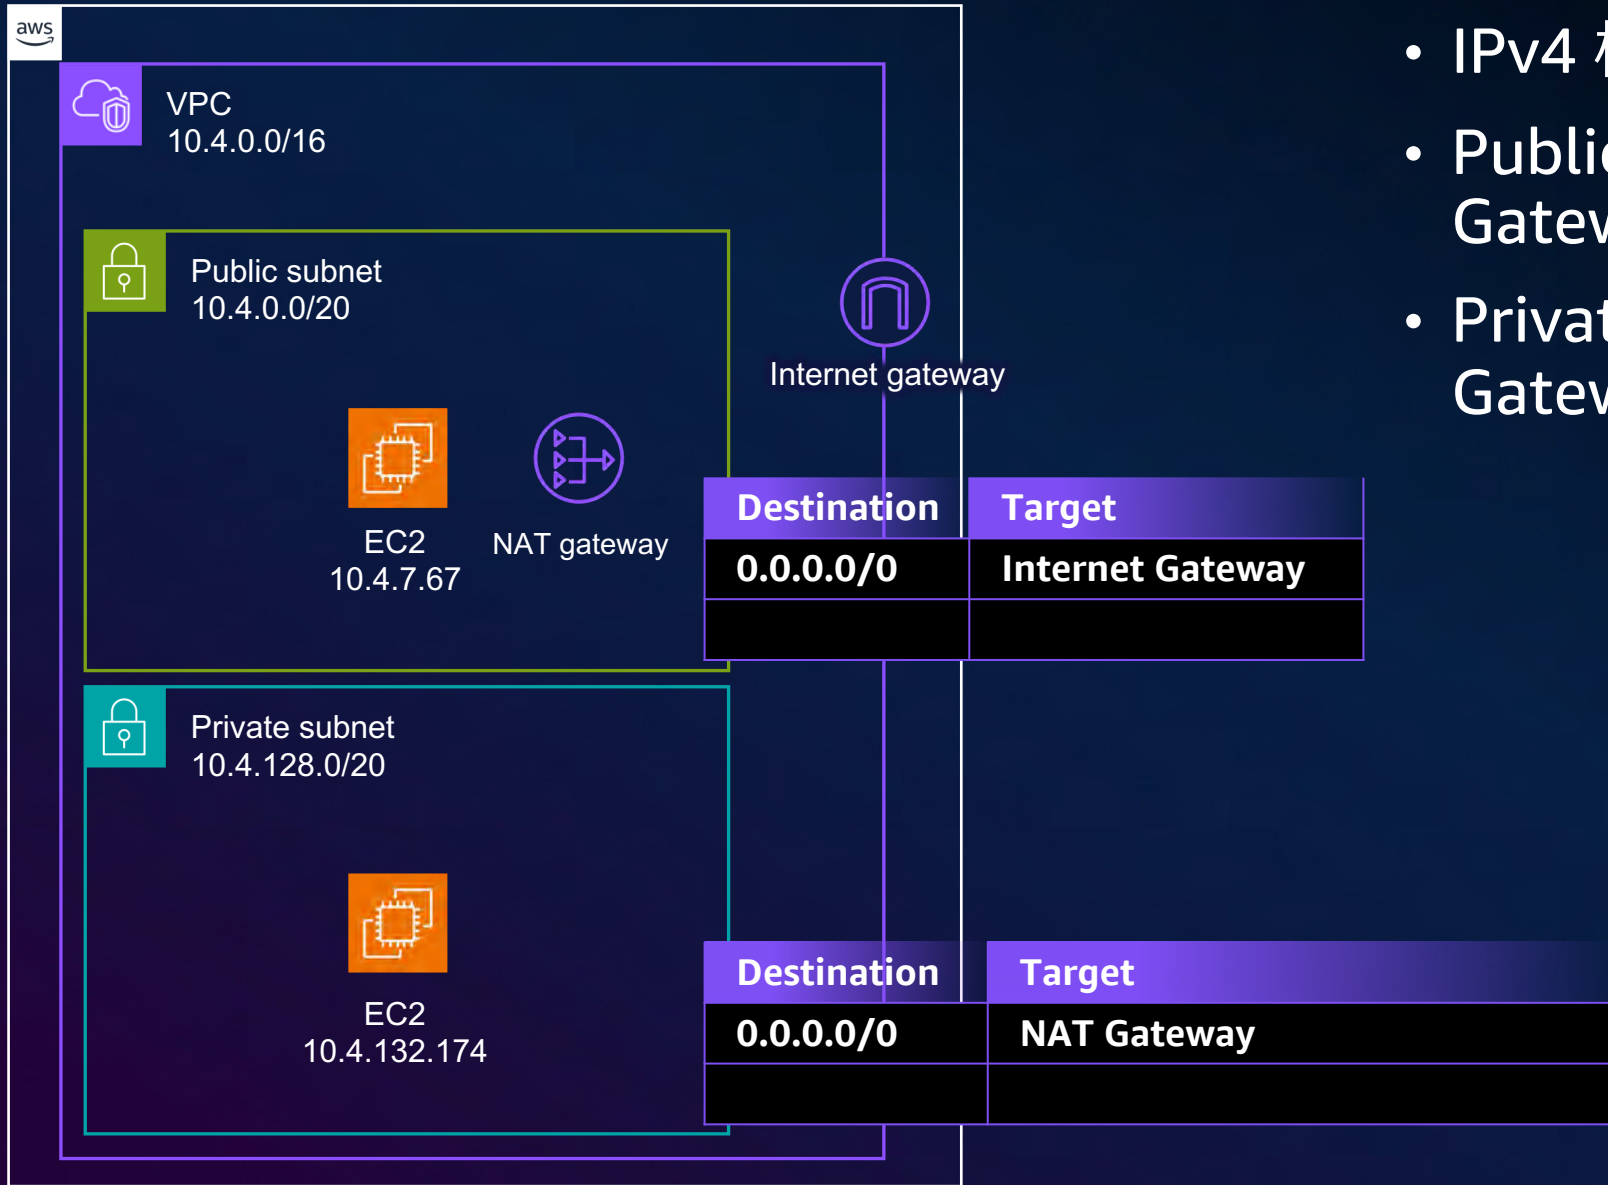 aws
VPC
10.4.0.0/16
Public subnet
10.4.0.0/20
EC2
10.4.7.67
NAT gateway
Internet gateway
Destination Target
0.0.0.0/0 Internet Gateway
Private subnet
10.4.128.0/20
EC2
10.4.132.174
Destination Target
0.0.0.0/0 NAT Gateway
• IPv4